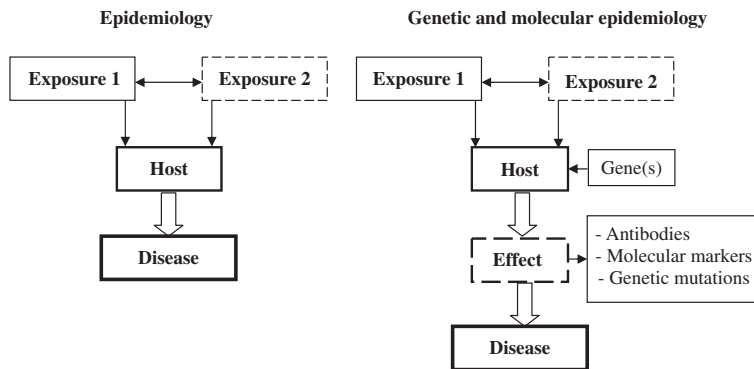 Epidemiology
Exposure 1
Exposure 2
Host
Disease
Genetic and molecular epidemiology
Exposure 1
Exposure 2
Host
Gene(s)
Effect
- Antibodies
- Molecular markers
- Genetic mutations
Disease